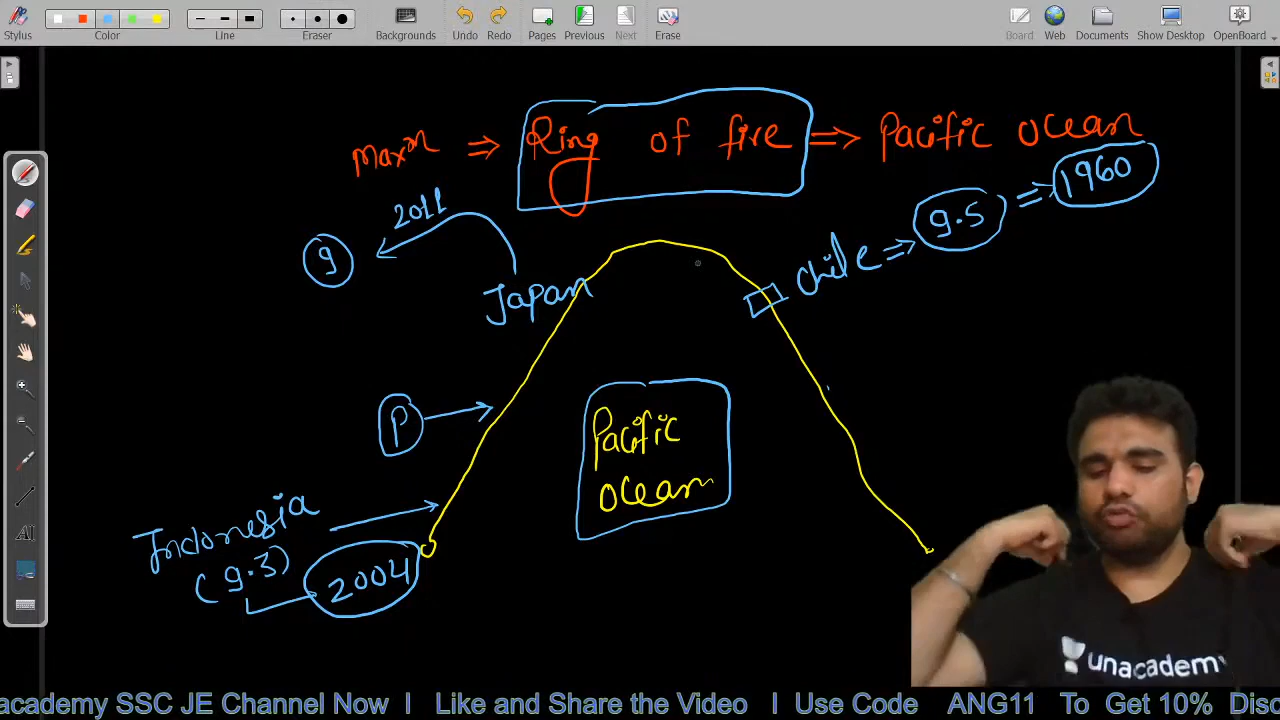 Stylus
Color
Line
Eraser
Backgrounds
Undo
Redo
Pages
Previous
Next
Erase
Board
Web
Documents
Show Desktop
OpenBoard
Maxm ⇒ Ring of fire ⇒ Pacific Ocean
2011
9
Japan
Chile ⇒ 9.5 ⇒ 1960
P
Pacific
Ocean
Indonesia
(9.3) 2004
unacademy
academy SSC JE Channel Now I Like and Share the Video I Use Code ANG11 To Get 10% Disc